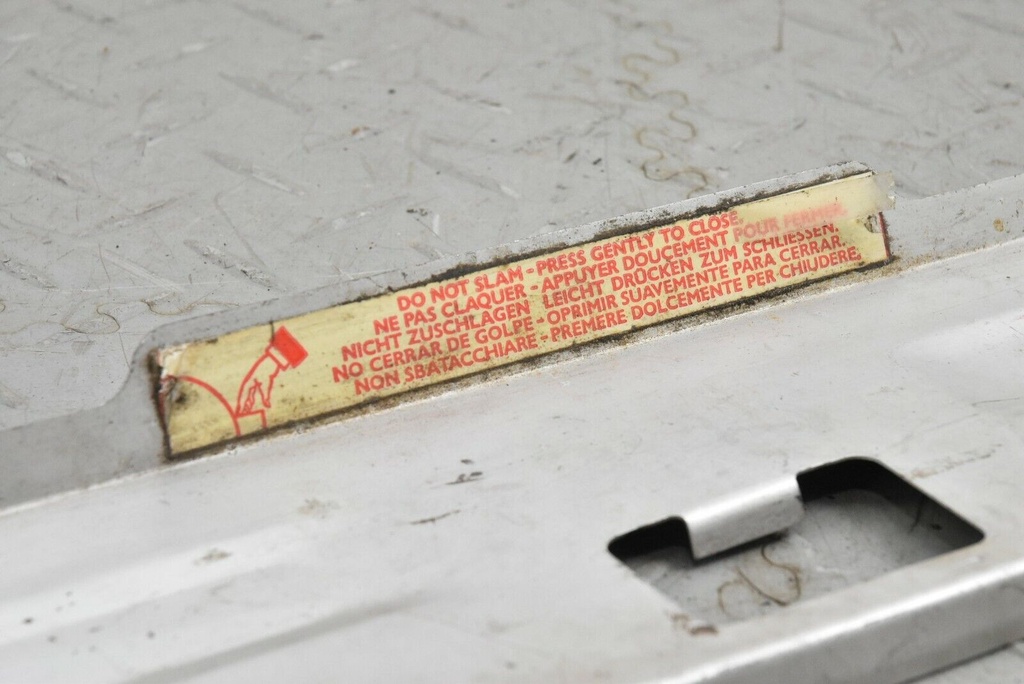 DO NOT SLAM - PRESS GENTLY TO CLOSE.
NE PAS CLAQUER - APPUYER DOUCEMENT POUR FERMER.
NICHT ZUSCHLAGEN LEICHT DRÜCKEN ZUM SCHLIESSEN.
NO CERRAR DE GOLPE - OPRIMIR SUAVEMENTE PARA CERRAR.
NON SBATACCHIARE - PREMERE DOLCEMENTE PER CHIUDERE.